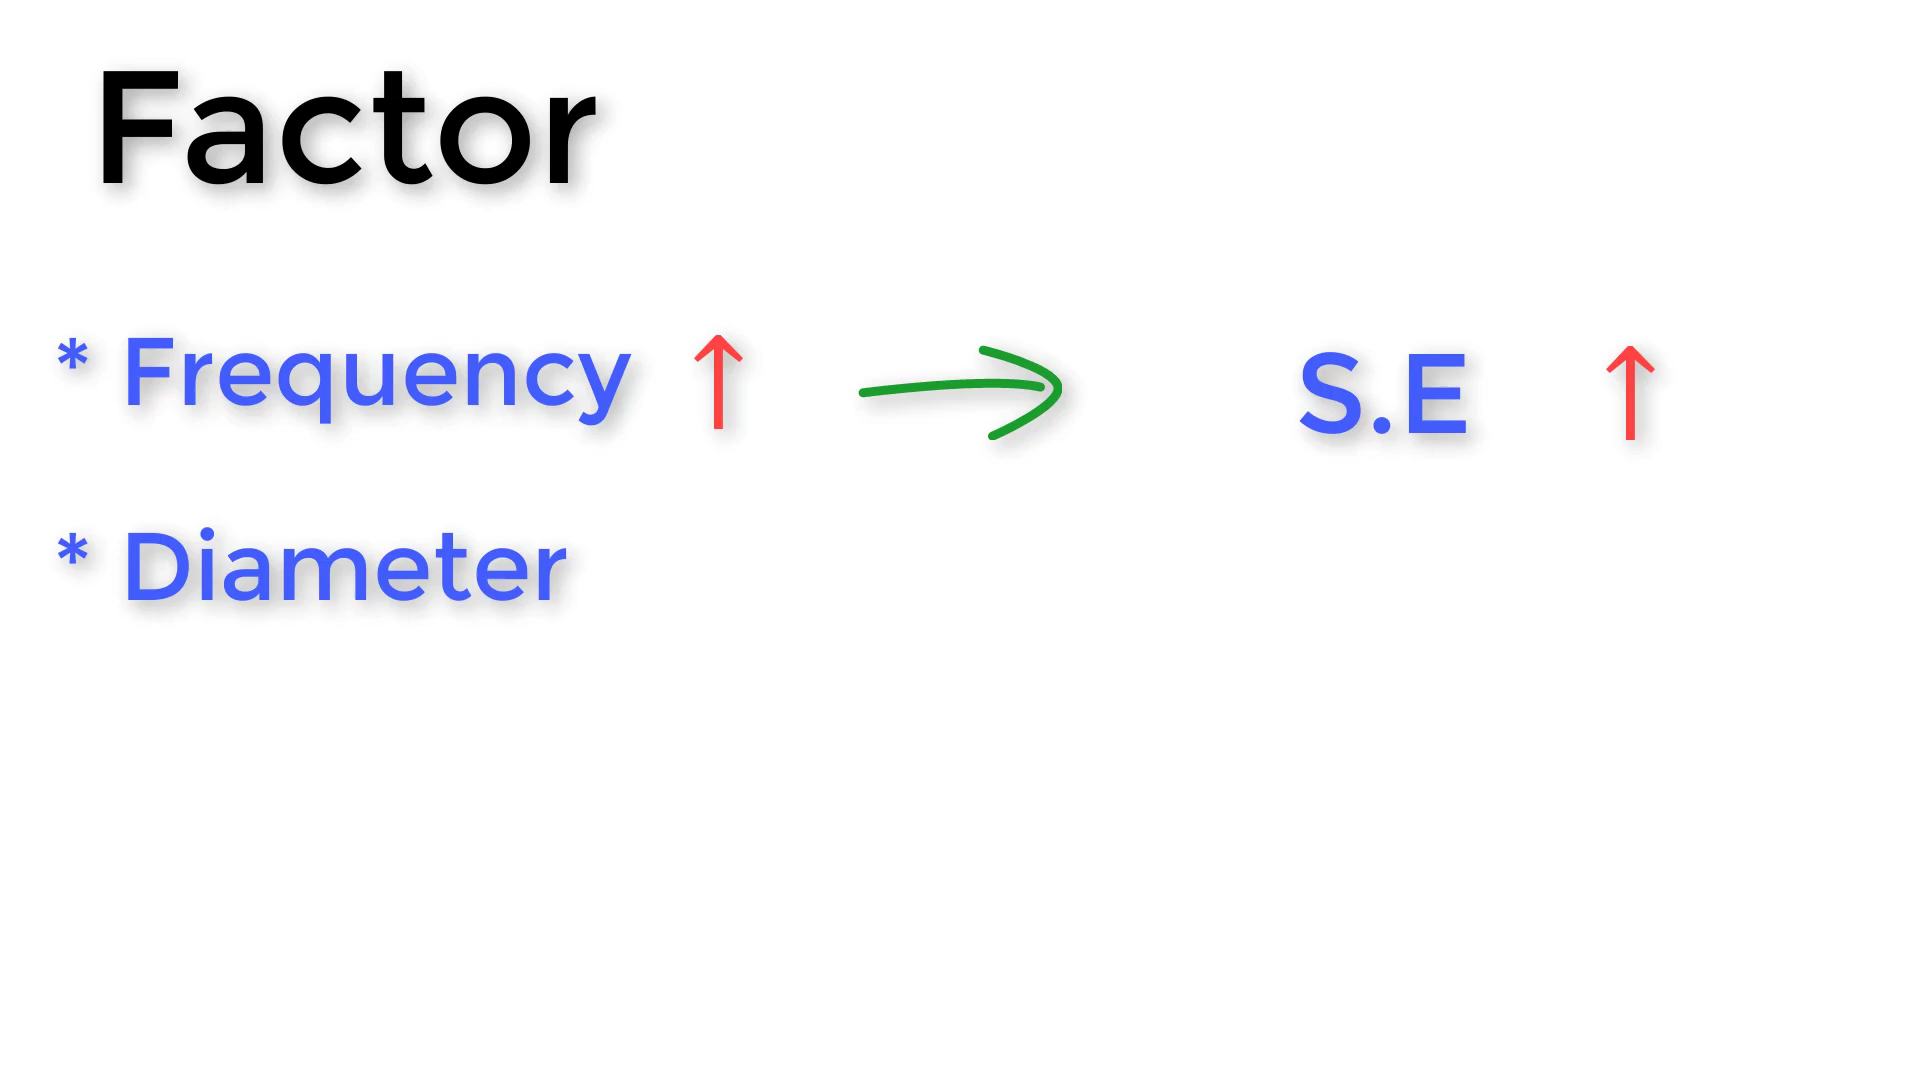 Factor
* Frequency ↑ → S.E ↑
* Diameter